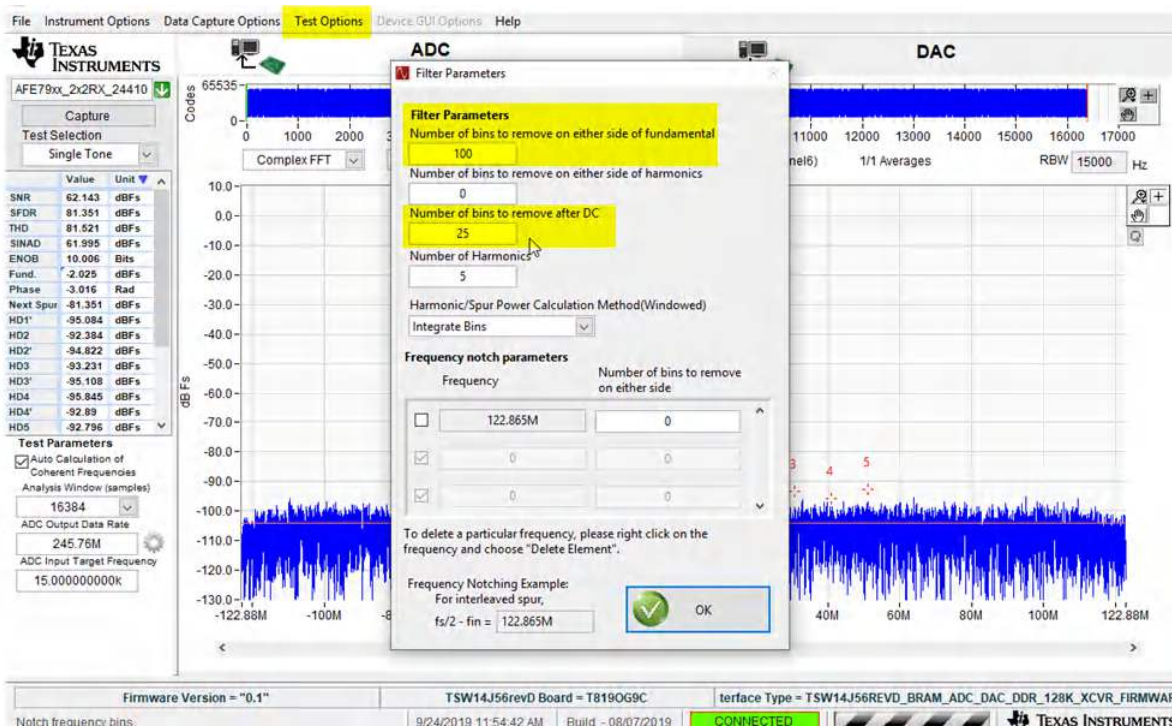 File Instrument Options Data Capture Options Test Options Device GUI Options Help
TEXAS INSTRUMENTS
ADC
DAC
AFE79xx_2x2RX_24410
Capture
Test Selection
Single Tone
Value Unit
SNR 62.143 dBFs
SFDR 81.351 dBFs
THD 81.521 dBFs
SINAD 61.995 dBFs
ENOB 10.006 Bits
Fund. -2.025 dBFs
Phase -3.016 Rad
Next Spur -81.351 dBFs
HD1' -95.084 dBFs
HD2 -92.384 dBFs
HD2' -94.822 dBFs
HD3 -93.231 dBFs
HD3' -95.108 dBFs
HD4 -95.845 dBFs
HD4' -92.89 dBFs
HD5 -92.796 dBFs
Test Parameters
Auto Calculation of
Coherent Frequencies
Analysis Window (samples)
16384
ADC Output Data Rate
245.76M
ADC Input Target Frequency
15.000000000K
Codes
65535
0
0 1000 2000 11000 12000 13000 14000 15000 16000 17000
Complex FFT
nel6) 1/1 Averages RBW 15000 Hz
dBFs
10.0
0.0
-10.0
-20.0
-30.0
-40.0
-50.0
-60.0
-70.0
-80.0
-90.0
-100.0
-110.0
-120.0
-130.0
3 4 5
-122.88M -100M 40M 60M 80M 100M 122.88M
Filter Parameters
Filter Parameters
Number of bins to remove on either side of fundamental
100
Number of bins to remove on either side of harmonics
0
Number of bins to remove after DC
25
Number of Harmonics
5
Harmonic/Spur Power Calculation Method(Windowed)
Integrate Bins
Frequency notch parameters
Frequency
Number of bins to remove
on either side
122.865M 0
0 0
0 0
To delete a particular frequency, please right click on the
frequency and choose "Delete Element".
Frequency Notching Example:
For interleaved spur,
fs/2 - fin = 122.865M
OK
Firmware Version = "0.1"
TSW14J56revD Board = T819OG9C
terface Type = TSW14J56REVD_BRAM_ADC_DAC_DDR_128K_XCVR_FIRMWAR
Notch frequency bins
9/24/2019 11:54:42 AM
Build - 08/07/2019
CONNECTED
TEXAS INSTRUMENTS